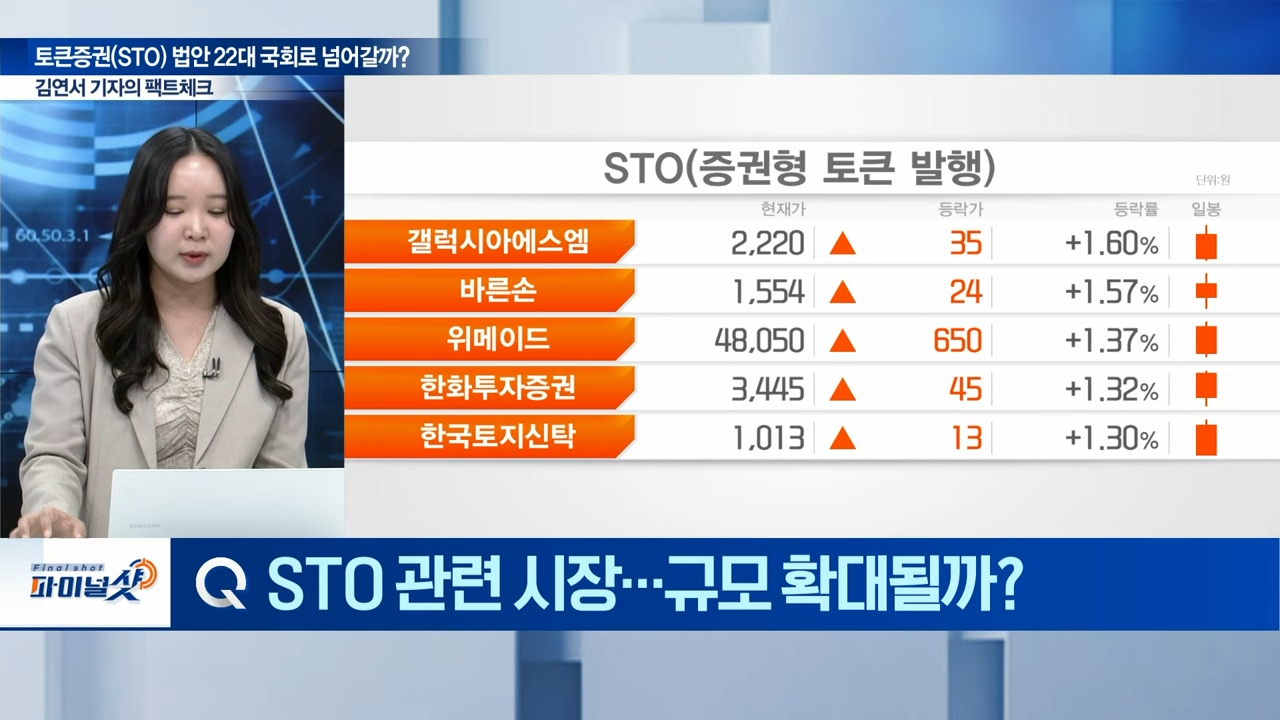 토큰증권(STO) 법안 22대 국회로 넘어갈까?
김연서 기자의 팩트체크
60.50.3.1
STO(증권형 토큰 발행)
단위:원
현재가 등락가 등락률 일봉
갤럭시아에스엠 2,220 ▲ 35 +1.60%
바른손 1,554 ▲ 24 +1.57%
위메이드 48,050 ▲ 650 +1.37%
한화투자증권 3,445 ▲ 45 +1.32%
한국토지신탁 1,013 ▲ 13 +1.30%
Final shot
파이널샷
Q STO 관련 시장…규모 확대될까?